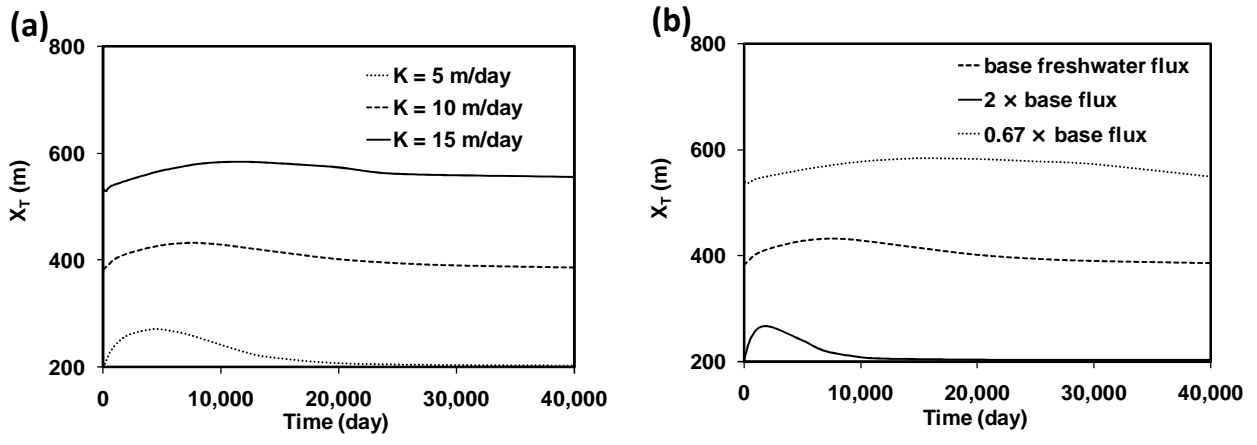 (a)
800
600
400
200
X_T (m)
K = 5 m/day
K = 10 m/day
K = 15 m/day
0 10,000 20,000 30,000 40,000
Time (day)
(b)
800
600
400
200
X_T (m)
base freshwater flux
2 × base flux
0.67 × base flux
0 10,000 20,000 30,000 40,000
Time (day)